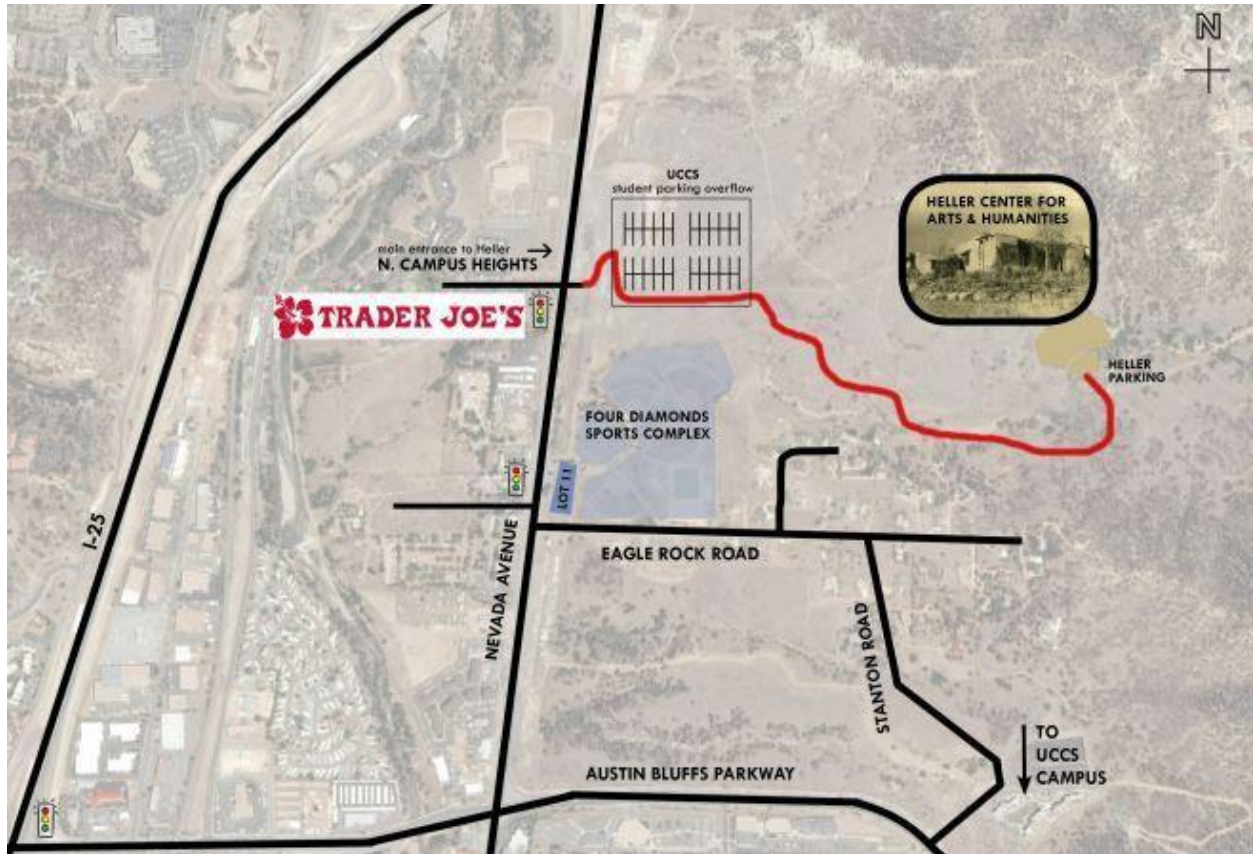 N
UCCS
student parking overflow
HELLER CENTER FOR
ARTS & HUMANITIES
main entrance to Heller
N. CAMPUS HEIGHTS
TRADER JOE'S
HELLER
PARKING
FOUR DIAMONDS
SPORTS COMPLEX
LOT 11
I-25
NEVADA AVENUE
EAGLE ROCK ROAD
STANTON ROAD
TO
UCCS
CAMPUS
AUSTIN BLUFFS PARKWAY